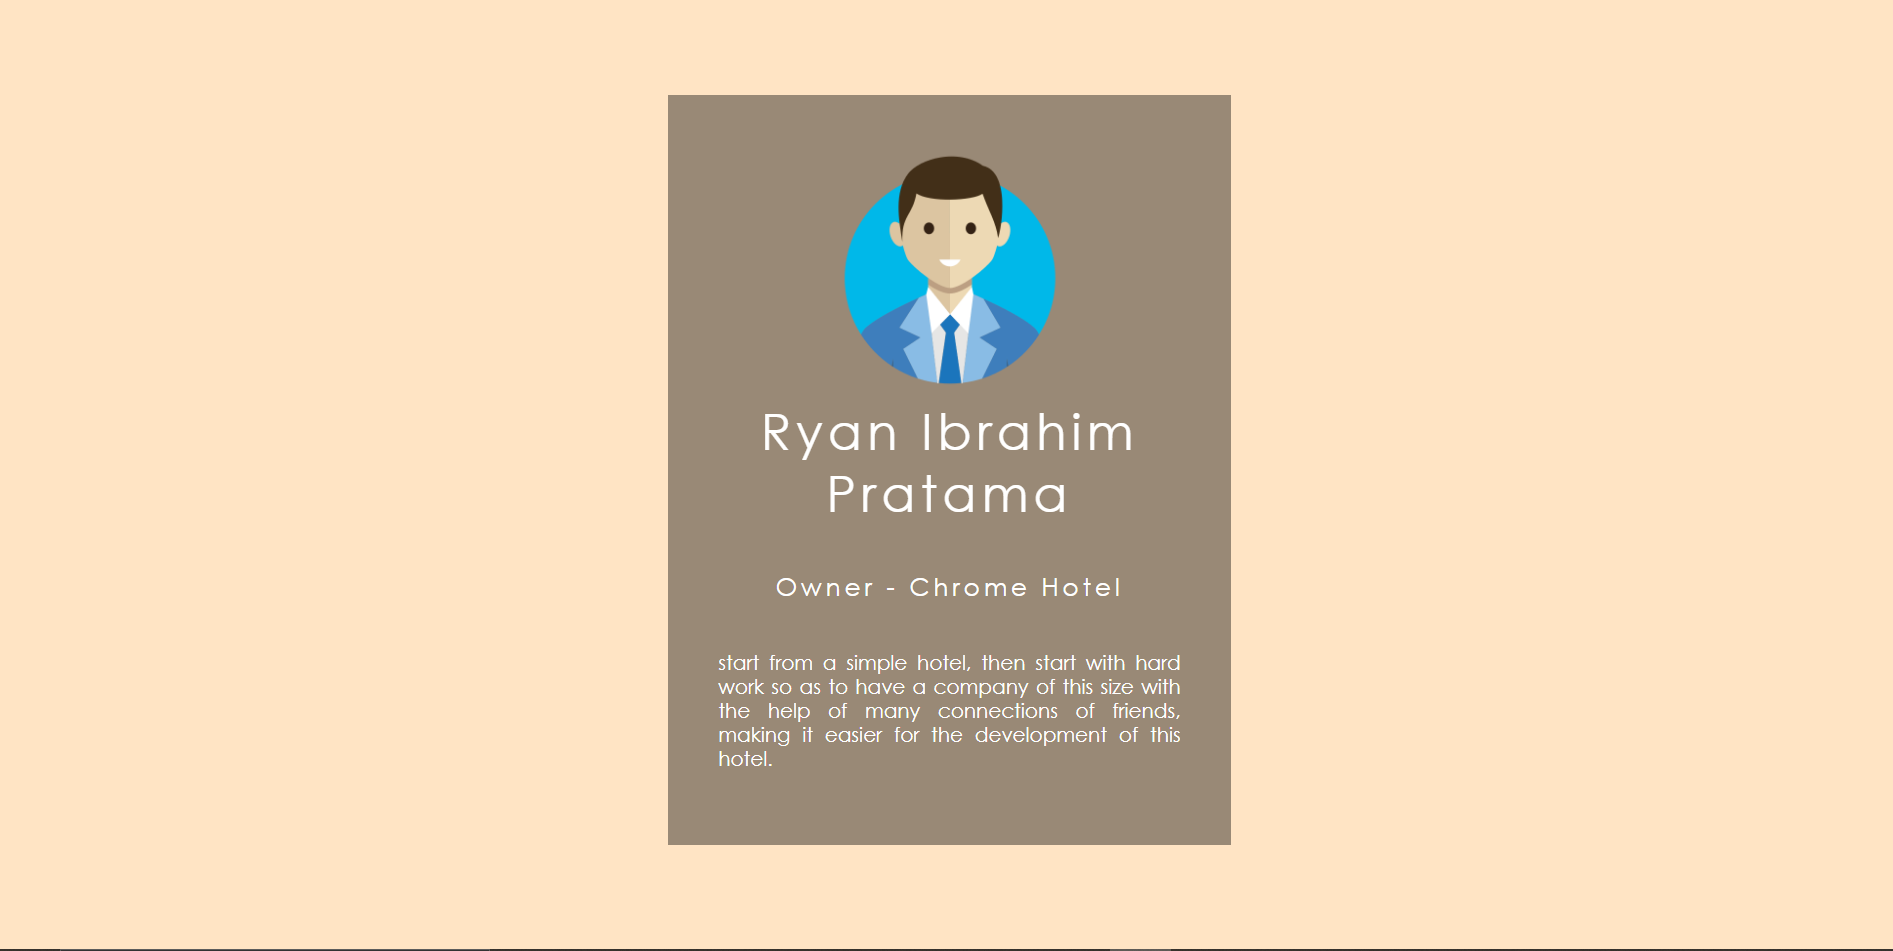 Ryan Ibrahim
Pratama
Owner - Chrome Hotel
start from a simple hotel, then start with hard
work so as to have a company of this size with
the help of many connections of friends,
making it easier for the development of this
hotel.